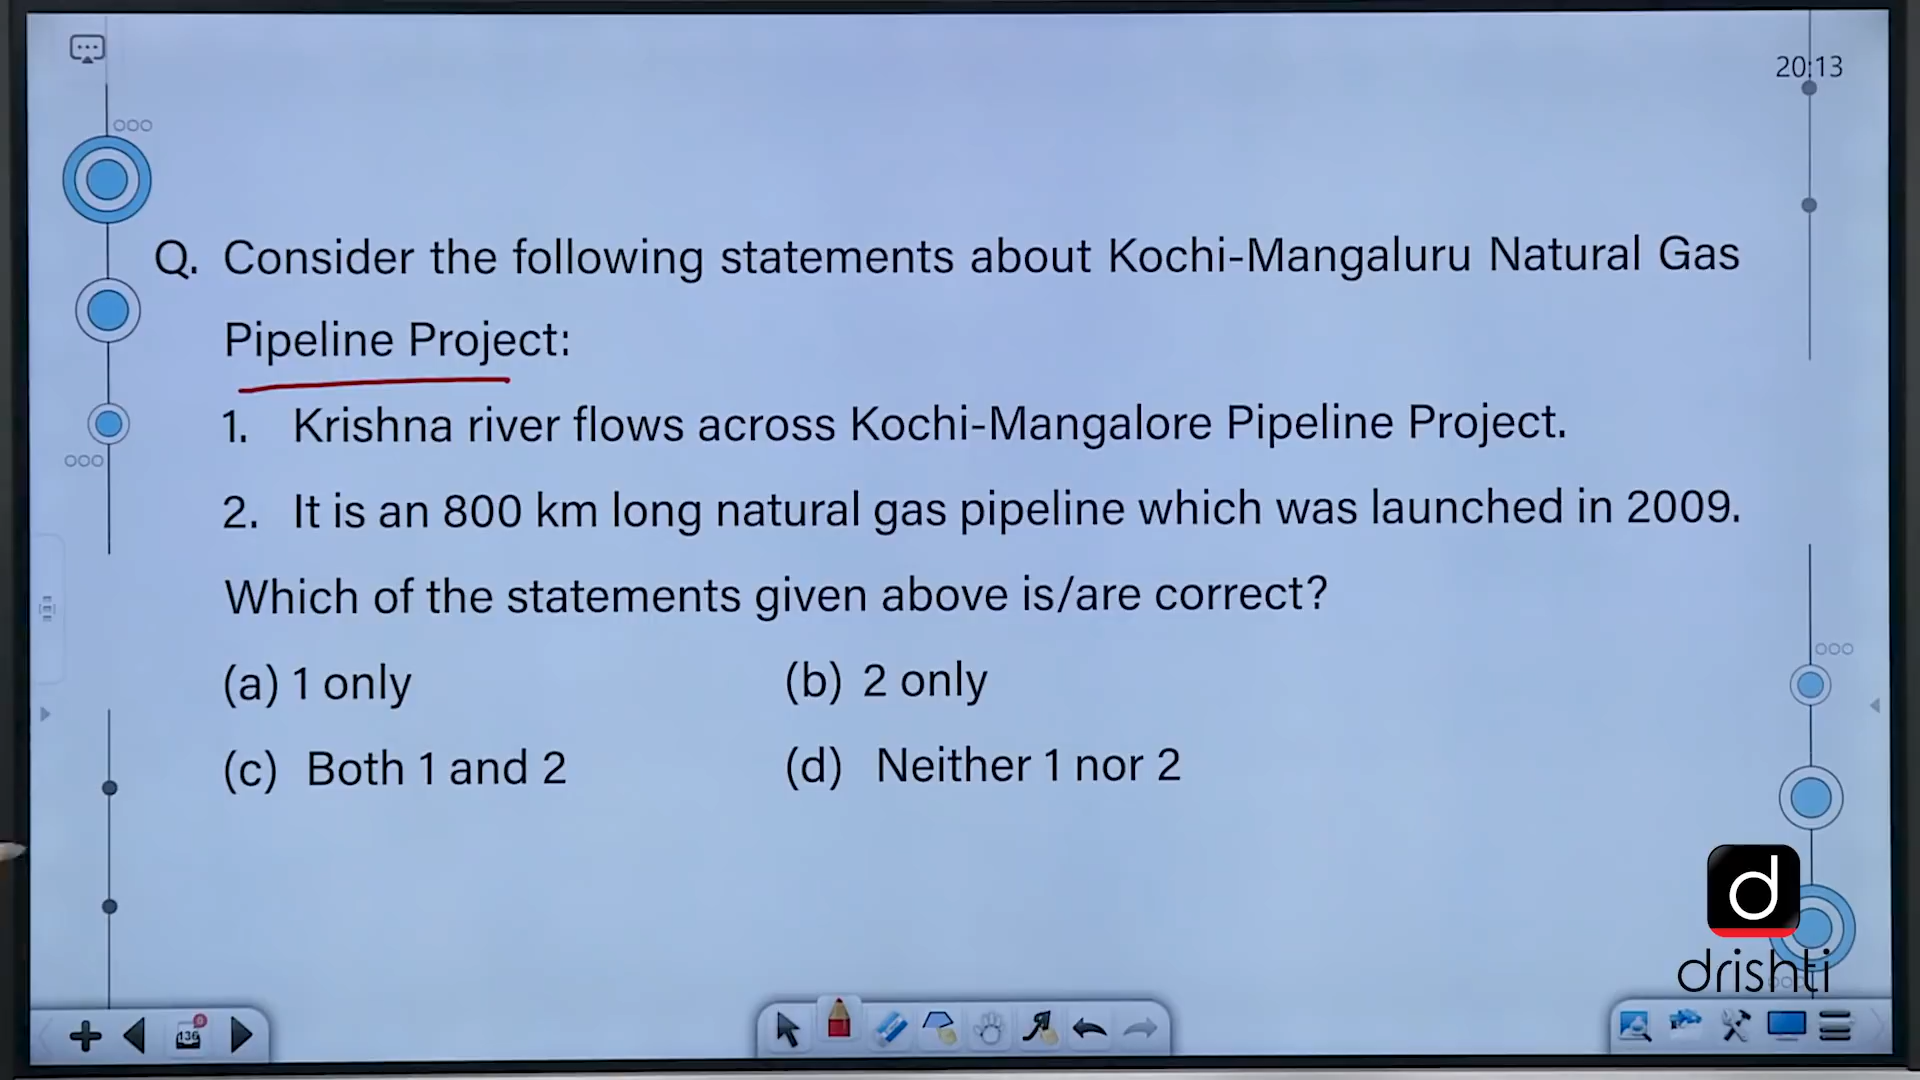 20:13
Q. Consider the following statements about Kochi-Mangaluru Natural Gas
Pipeline Project:
1. Krishna river flows across Kochi-Mangalore Pipeline Project.
2. It is an 800 km long natural gas pipeline which was launched in 2009.
Which of the statements given above is/are correct?
(a) 1 only
(b) 2 only
(c) Both 1 and 2
(d) Neither 1 nor 2
d
drishti
136